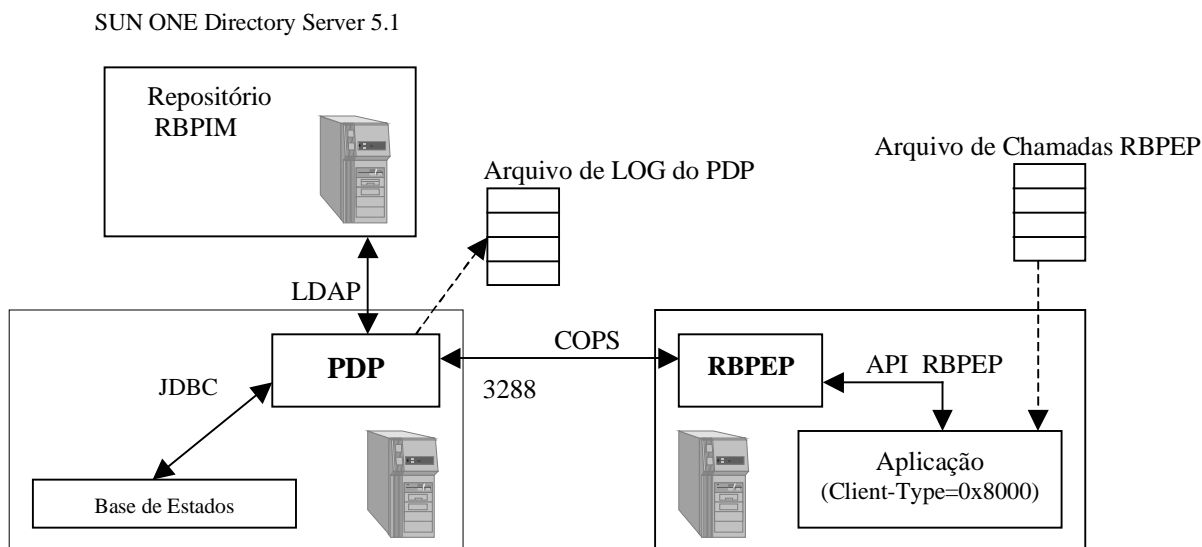 SUN ONE Directory Server 5.1
Repositório
RBPIM
Arquivo de LOG do PDP
Arquivo de Chamadas RBPEP
LDAP
PDP
COPS
3288
RBPEP
API RBPEP
JDBC
Base de Estados
Aplicação
(Client-Type=0x8000)